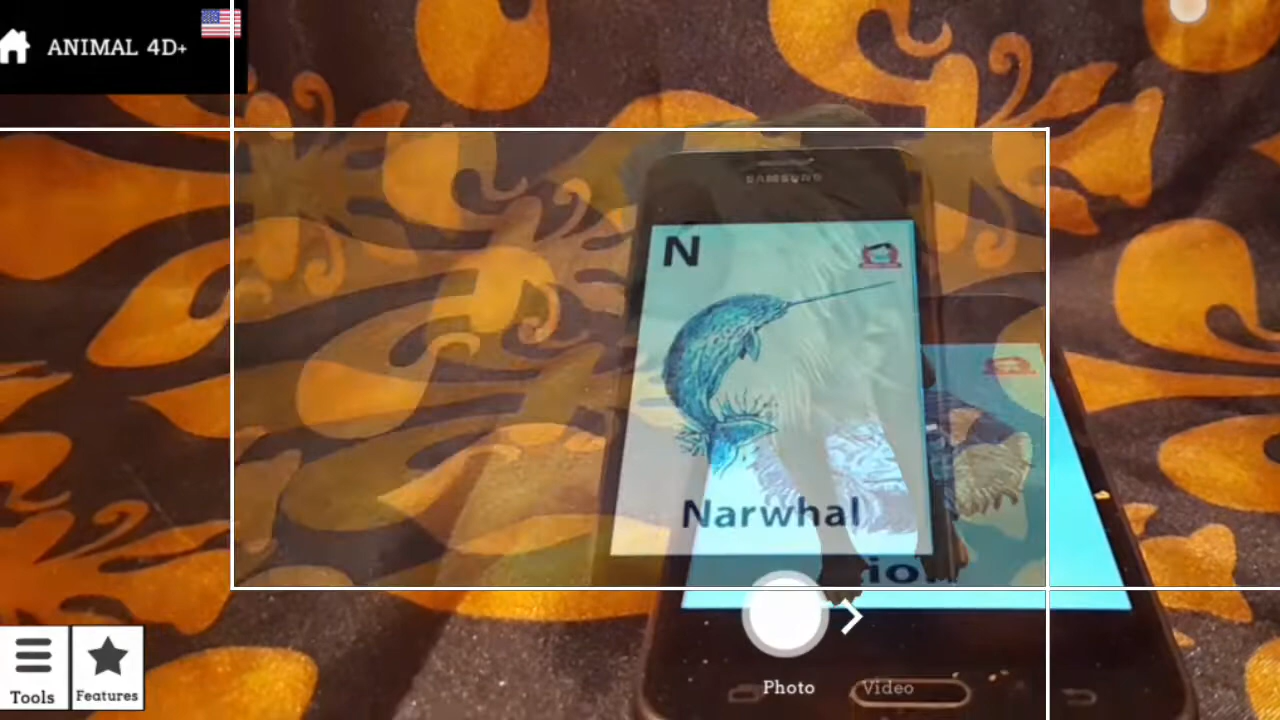 ANIMAL 4D+
SAMSUNG
N
Narwhal
Photo
Video
Tools
Features